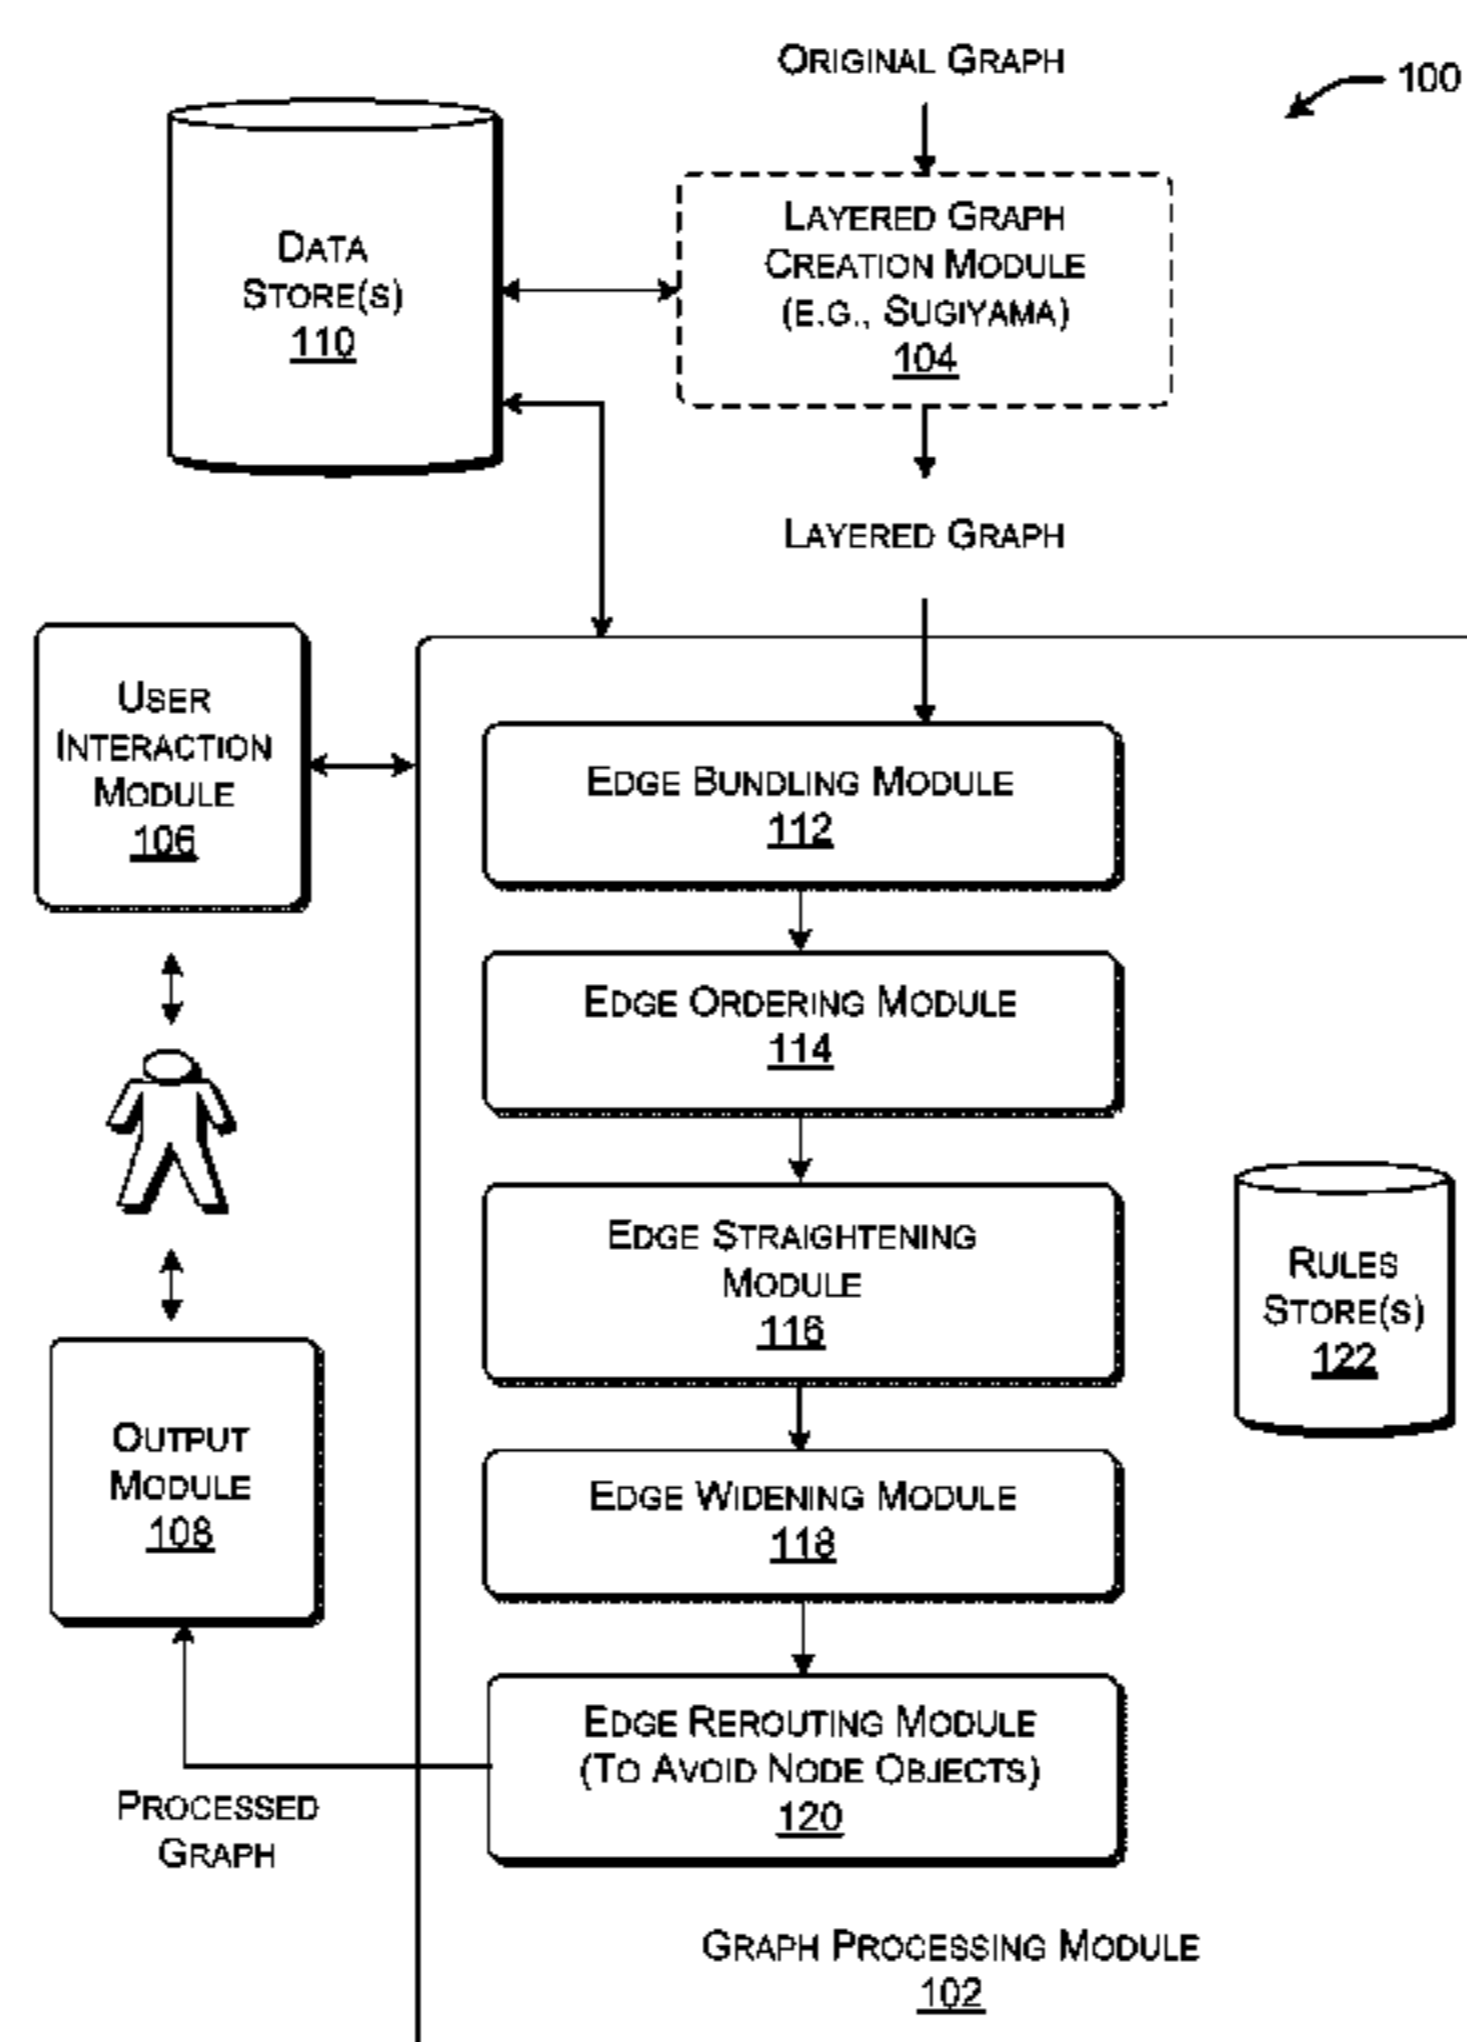 ORIGINAL GRAPH
100
DATA
STORE(S)
110
LAYERED GRAPH
CREATION MODULE
(E.G., SUGIYAMA)
104
LAYERED GRAPH
USER
INTERACTION
MODULE
106
EDGE BUNDLING MODULE
112
EDGE ORDERING MODULE
114
EDGE STRAIGHTENING
MODULE
116
RULES
STORE(S)
122
OUTPUT
MODULE
108
EDGE WIDENING MODULE
118
EDGE REROUTING MODULE
(TO AVOID NODE OBJECTS)
120
PROCESSED
GRAPH
GRAPH PROCESSING MODULE
102